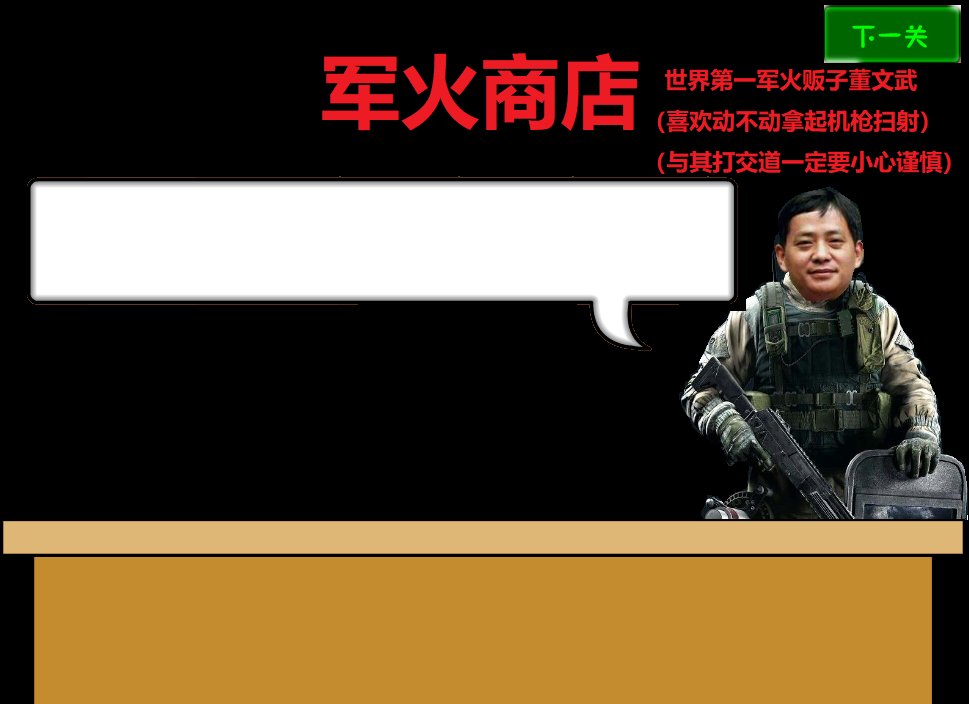 下一关
军火商店
世界第一军火贩子董文武
(喜欢动不动拿起机枪扫射)
(与其打交道一定要小心谨慎)